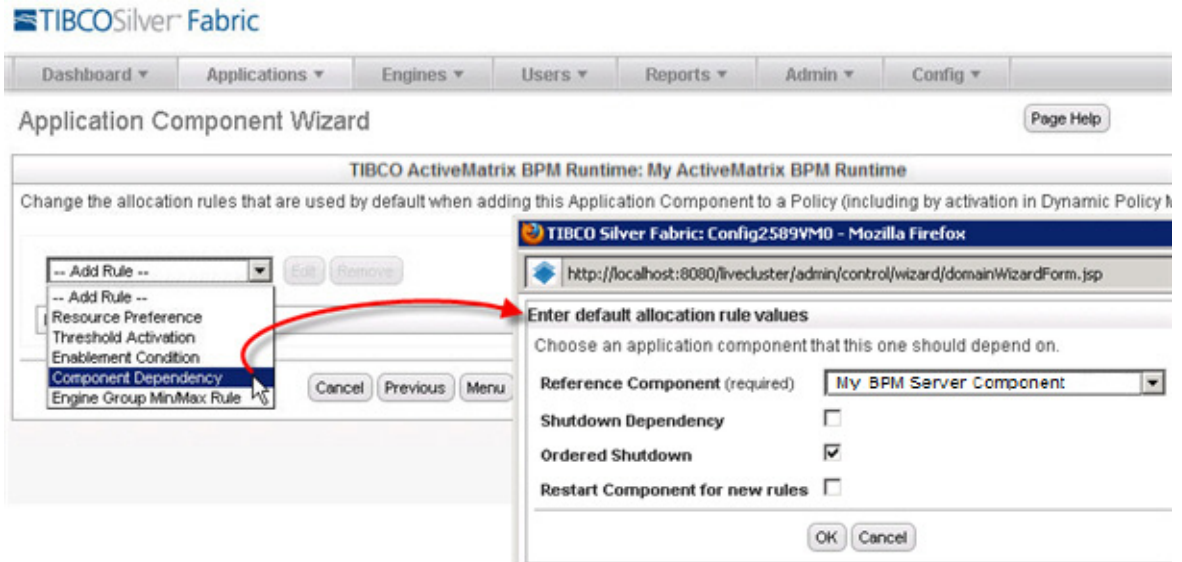 TIBCOSilver Fabric
Dashboard Applications Engines Users Reports Admin Config
Application Component Wizard
Page Help
TIBCO ActiveMatrix BPM Runtime: My ActiveMatrix BPM Runtime
Change the allocation rules that are used by default when adding this Application Component to a Policy (including by activation in Dynamic Policy M
-- Add Rule --
Edit Remove
-- Add Rule --
Resource Preference
Threshold Activation
Enablement Condition
Component Dependency
Engine Group Min/Max Rule
Cancel Previous Menu
TIBCO Silver Fabric: Config2589VM0 - Mozilla Firefox
http://localhost:8080/livecluster/admin/control/wizard/domainWizardForm.jsp
Enter default allocation rule values
Choose an application component that this one should depend on.
Reference Component (required) My BPM Server Component
Shutdown Dependency
Ordered Shutdown
Restart Component for new rules
OK Cancel